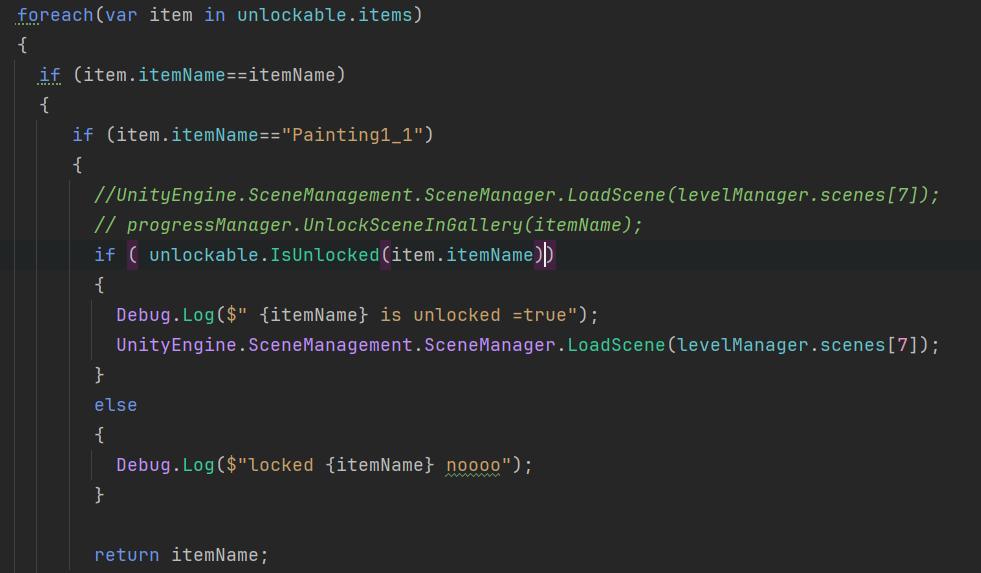 foreach(var item in unlockable.items)
{
if (item.itemName==itemName)
{
if (item.itemName=="Painting1_1")
{
//UnityEngine.SceneManagement.SceneManager.LoadScene(levelManager.scenes[7]);
// progressManager.UnlockSceneInGallery(itemName);
if ( unlockable.IsUnlocked(item.itemName))
{
Debug.Log($" {itemName} is unlocked =true");
UnityEngine.SceneManagement.SceneManager.LoadScene(levelManager.scenes[7]);
}
else
{
Debug.Log($"locked {itemName} noooo");
}
return itemName;